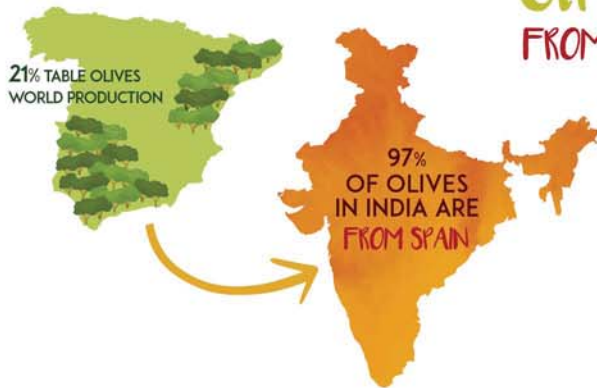 FROM
21% TABLE OLIVES
WORLD PRODUCTION
97%
OF OLIVES
IN INDIA ARE
FROM SPAIN